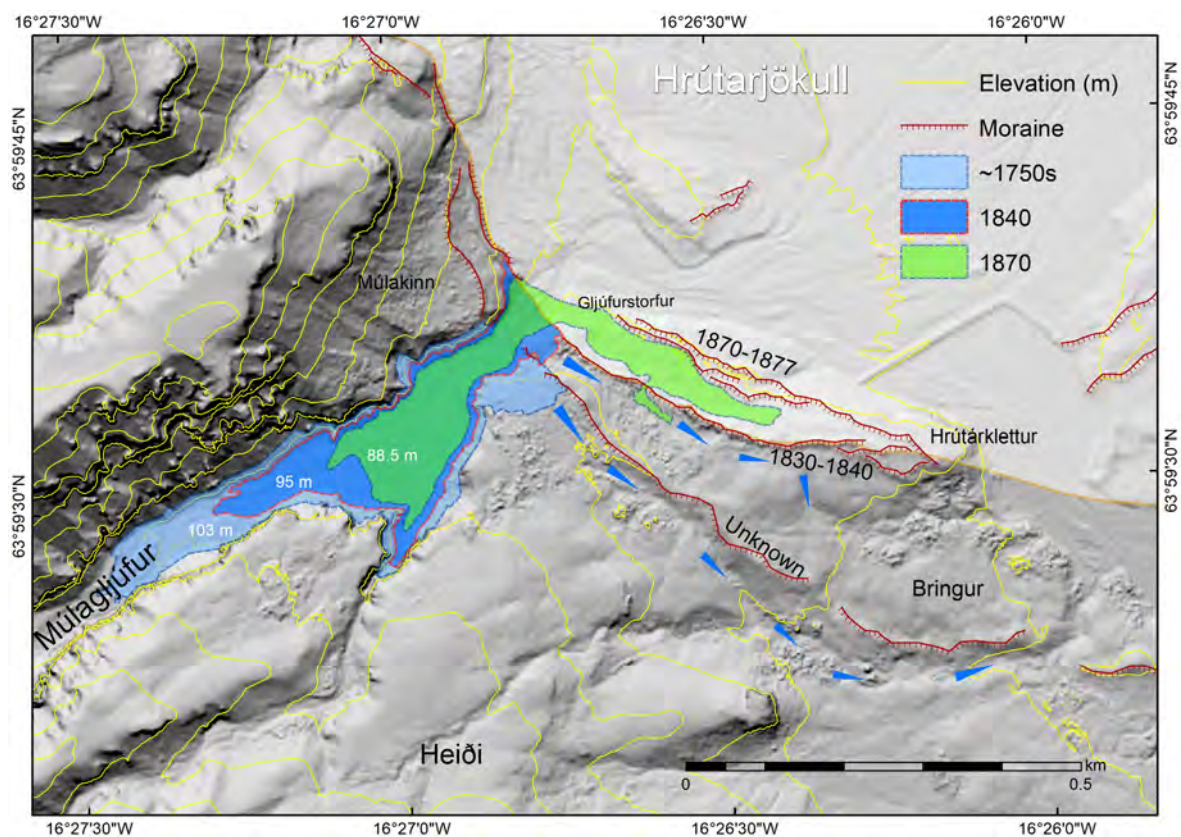 16°27'30"W 16°27'0"W 16°26'30"W 16°26'0"W
Hrútarjökull
Elevation (m)
Moraine
~1750s
1840
1870
63°59'45"N
63°59'45"N
Múlakinn
Gljúfurstorfur
1870-1877
Hrútárklettur
1830-1840
88.5 m
95 m
103 m
63°59'30"N
63°59'30"N
Unknown
Múlagljúfur
Bringur
Heiði
km
0 0.5
16°27'30"W 16°27'0"W 16°26'30"W 16°26'0"W